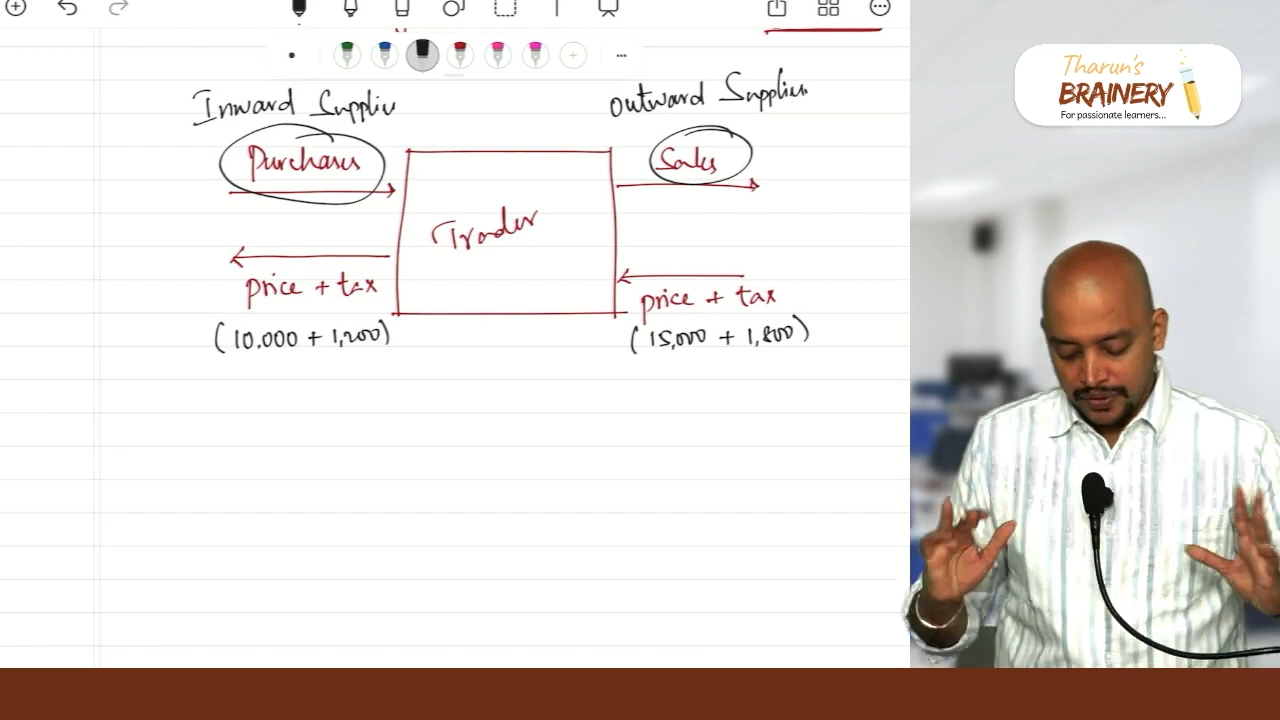 Inward Supplie
Outward Supplies
Purchases
Sales
Trader
price + tax
price + tax
(10.000 + 1,200)
(15,000 + 1,800)
Tharun's
BRAINERY
For passionate learners...